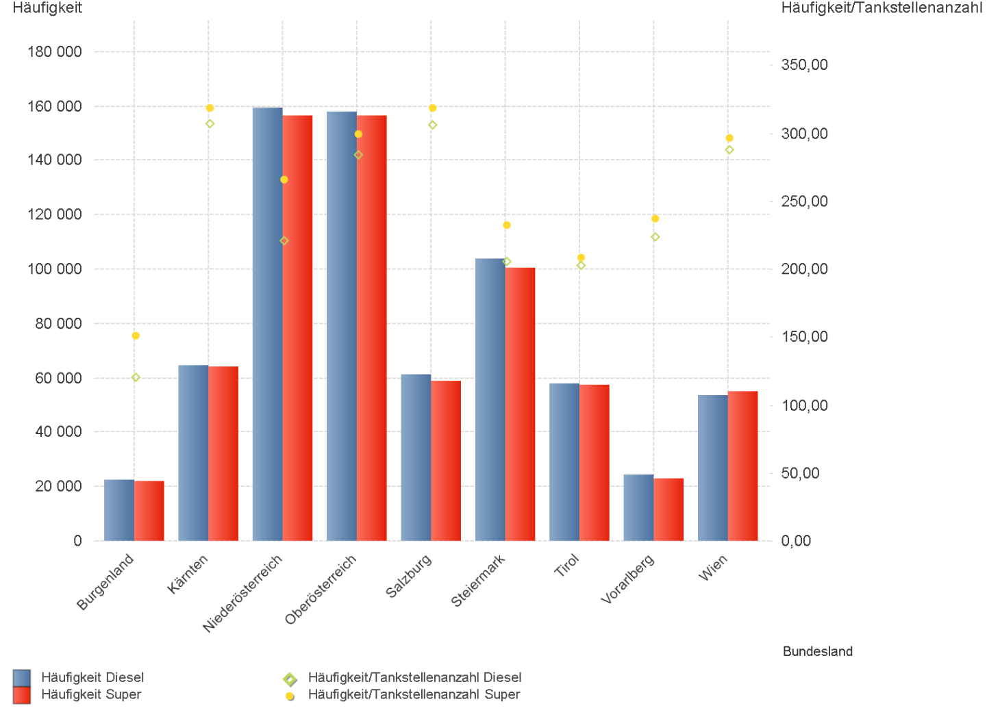 Häufigkeit
Häufigkeit/Tankstellenanzahl
180 000
160 000
140 000
120 000
100 000
80 000
60 000
40 000
20 000
0
350,00
300,00
250,00
200,00
150,00
100,00
50,00
0,00
Burgenland
Kärnten
Niederösterreich
Oberösterreich
Salzburg
Steiermark
Tirol
Vorarlberg
Wien
Bundesland
Häufigkeit Diesel
Häufigkeit Super
Häufigkeit/Tankstellenanzahl Diesel
Häufigkeit/Tankstellenanzahl Super